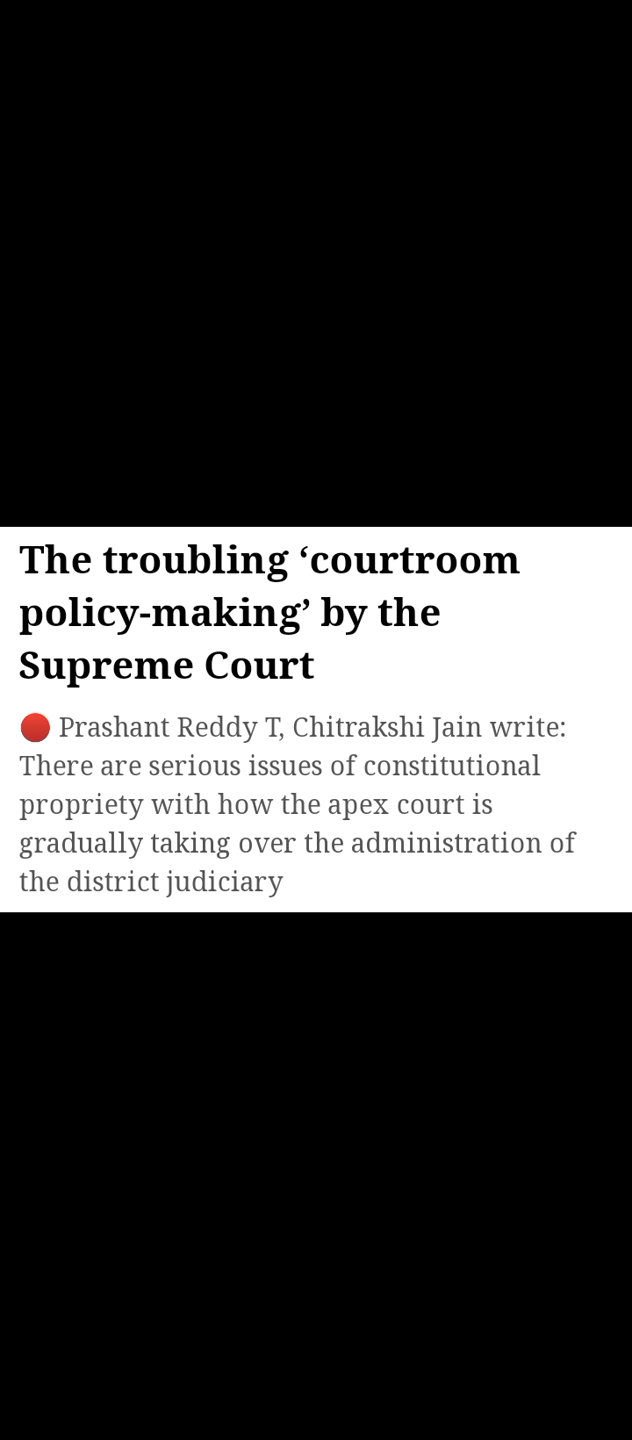 The troubling ‘courtroom
policy-making’ by the
Supreme Court
🔴 Prashant Reddy T, Chitrakshi Jain write:
There are serious issues of constitutional
propriety with how the apex court is
gradually taking over the administration of
the district judiciary